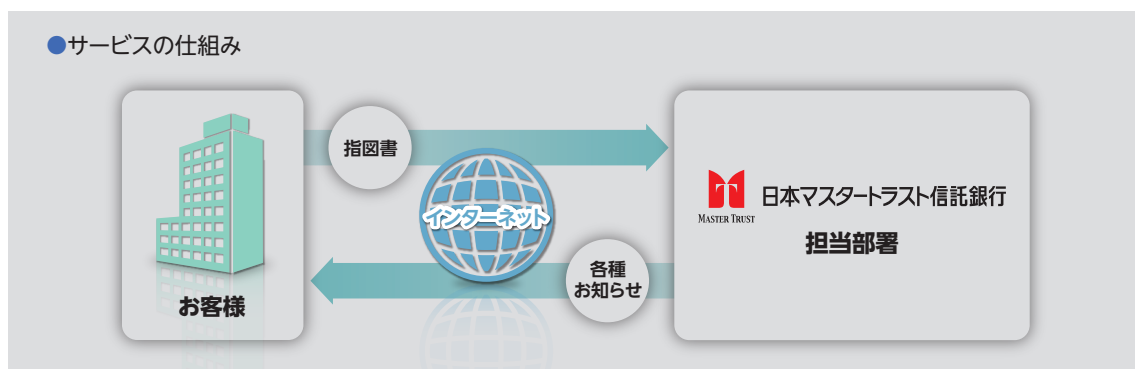 ●サービスの仕組み
指図書
インターネット
日本マスタートラスト信託銀行
MASTER TRUST
担当部署
各種
お知らせ
お客様